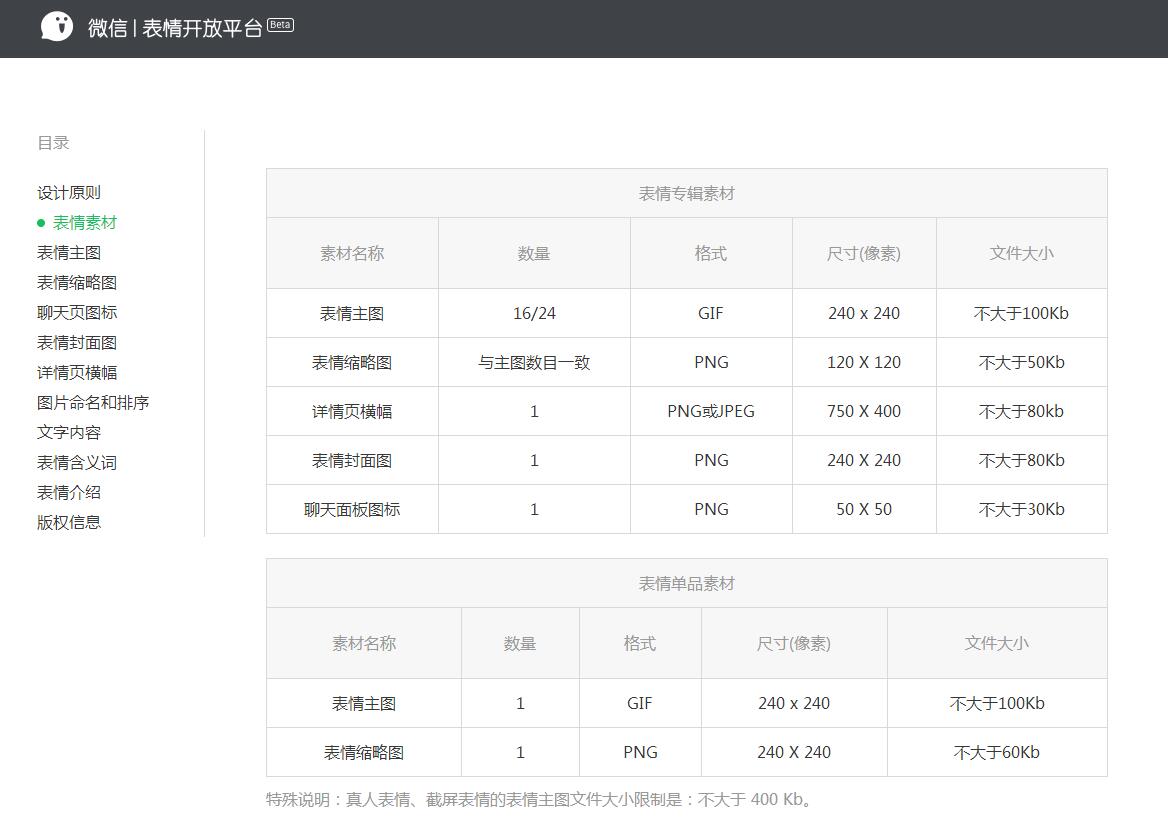 微信 | 表情开放平台 Beta
目录
设计原则
表情素材
表情主图
表情缩略图
聊天页图标
表情封面图
详情页横幅
图片命名和排序
文字内容
表情含义词
表情介绍
版权信息
表情专辑素材
素材名称 数量 格式 尺寸(像素) 文件大小
表情主图 16/24 GIF 240 x 240 不大于100Kb
表情缩略图 与主图数目一致 PNG 120 X 120 不大于50Kb
详情页横幅 1 PNG或JPEG 750 X 400 不大于80kb
表情封面图 1 PNG 240 X 240 不大于80Kb
聊天面板图标 1 PNG 50 X 50 不大于30Kb
表情单品素材
素材名称 数量 格式 尺寸(像素) 文件大小
表情主图 1 GIF 240 x 240 不大于100Kb
表情缩略图 1 PNG 240 X 240 不大于60Kb
特殊说明：真人表情、截屏表情的表情主图文件大小限制是：不大于 400 Kb。